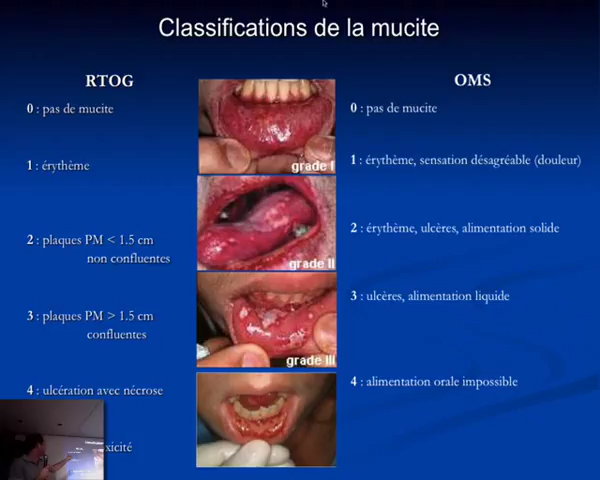 Classifications de la mucite
RTOG
0 : pas de mucite
1 : érythème
2 : plaques PM < 1.5 cm
non confluentes
3 : plaques PM > 1.5 cm
confluentes
4 : ulcération avec nécrose
xicité
grade I
grade II
grade III
OMS
0 : pas de mucite
1 : érythème, sensation désagréable (douleur)
2 : érythème, ulcères, alimentation solide
3 : ulcères, alimentation liquide
4 : alimentation orale impossible